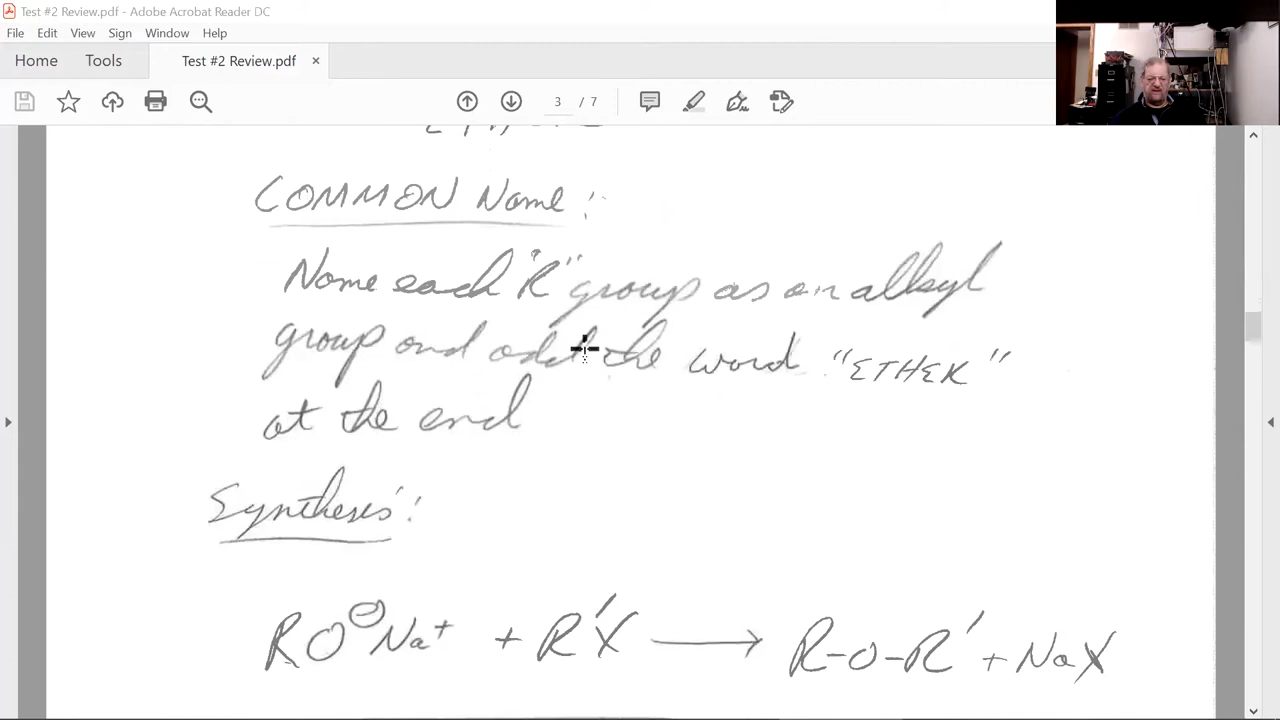 Test #2 Review.pdf - Adobe Acrobat Reader DC
File Edit View Sign Window Help
Home Tools Test #2 Review.pdf ×
3 / 7
COMMON Name:
Name each "R" group as an alkyl
group and add the word "ETHER"
at the end
Synthesis:
RO⊖Na⁺ + R'X ⟶ R-O-R' + NaX